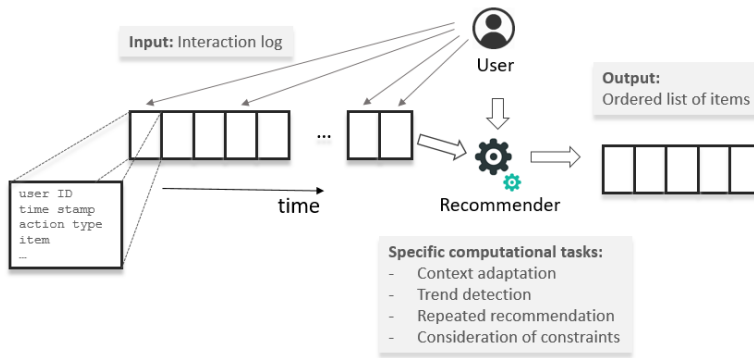 Input: Interaction log
User
Output:
Ordered list of items
...
user ID
time stamp
action type
item
…
time
Recommender
Specific computational tasks:
- Context adaptation
- Trend detection
- Repeated recommendation
- Consideration of constraints